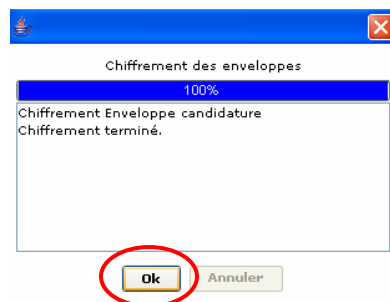 Chiffrement des enveloppes
100%
Chiffrement Enveloppe candidature
Chiffrement terminé.
Ok
Annuler